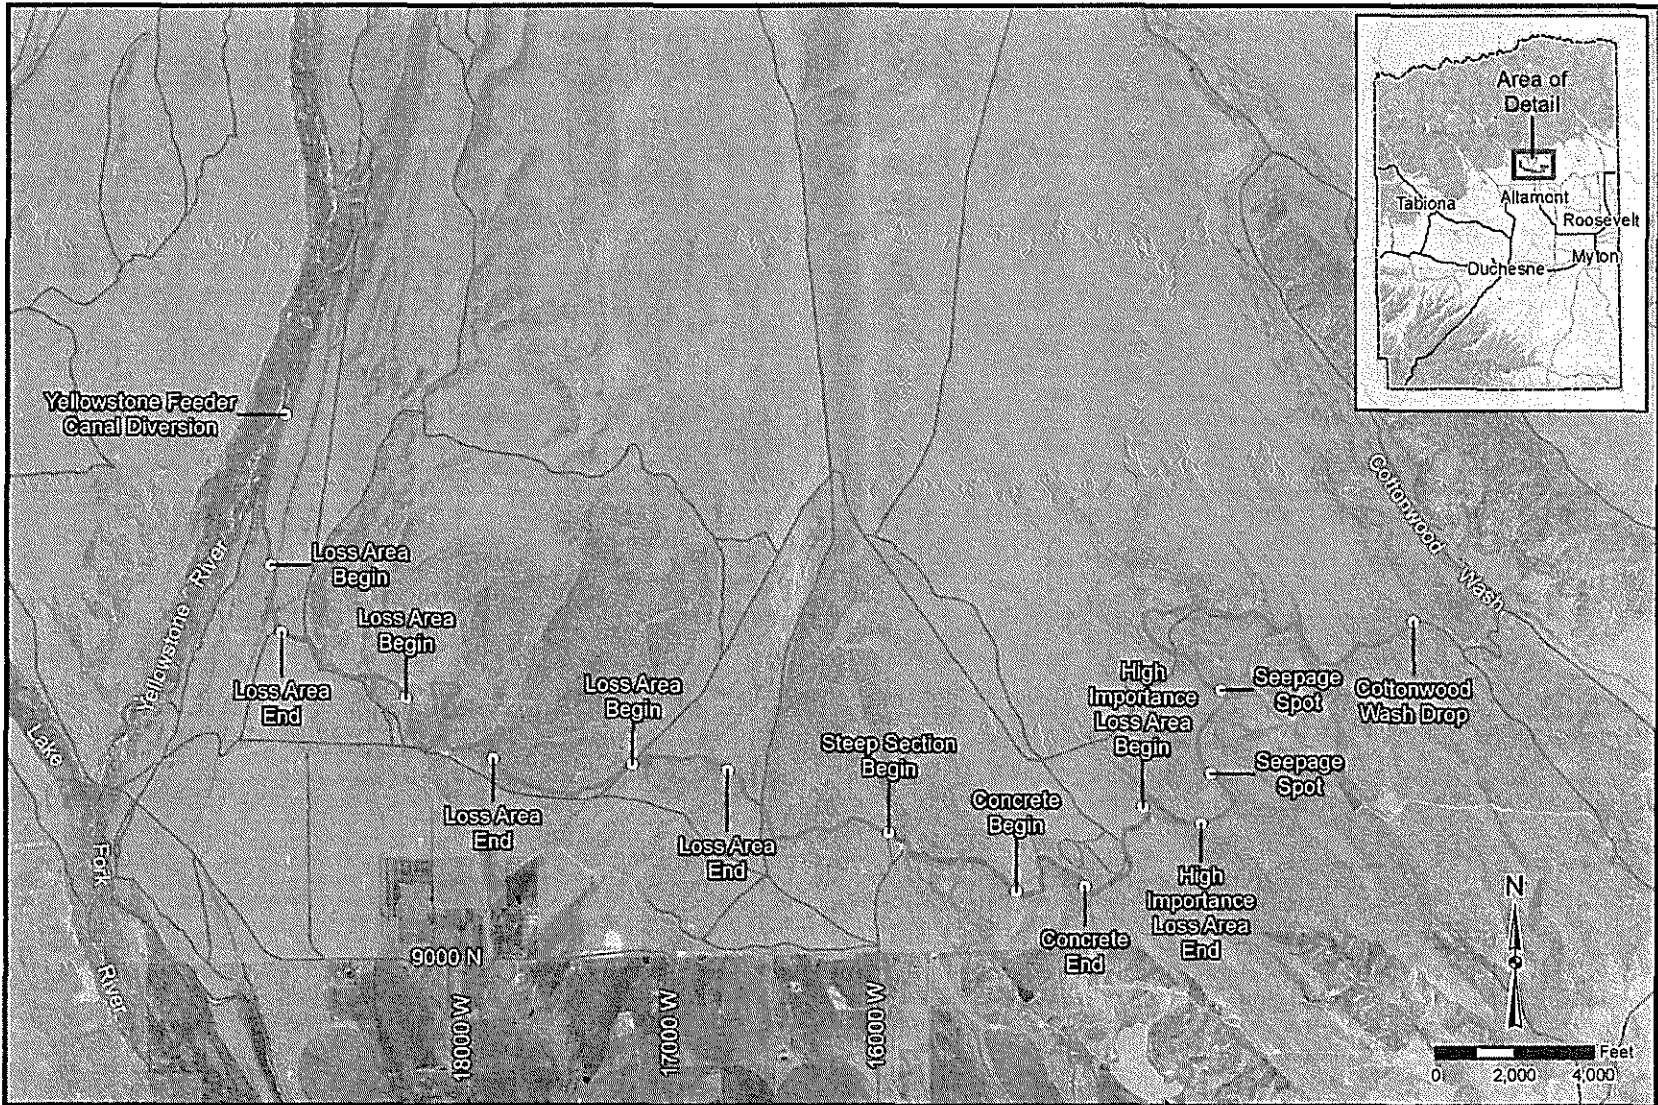 Area of
Detail
Tabiona
Altamont
Roosevelt
Myton
Duchesne
Yellowstone Feeder
Canal Diversion
Cottonwood
Wash
Yellowstone
River
Loss Area
Begin
Loss Area
Begin
Loss Area
End
Loss Area
Begin
High
Importance
Loss Area
Begin
Seepage
Spot
Cottonwood
Wash Drop
Lake
Fork
River
Steep Section
Begin
Seepage
Spot
Loss Area
End
Loss Area
End
Concrete
Begin
High
Importance
Loss Area
End
Concrete
End
N
9000 N
18000 W
17000 W
16000 W
Feet
0 2,000 4,000